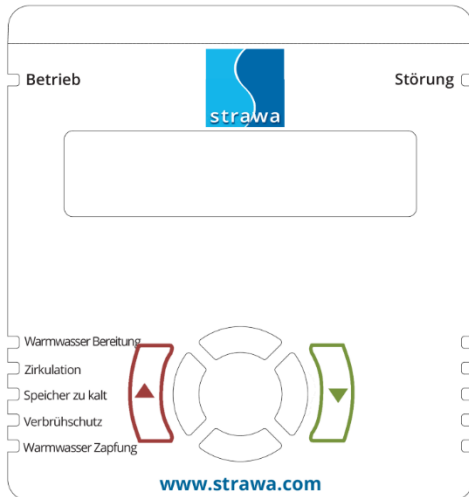 Betrieb
Störung
strawa
Warmwasser Bereitung
Zirkulation
Speicher zu kalt
Verbrühschutz
Warmwasser Zapfung
www.strawa.com